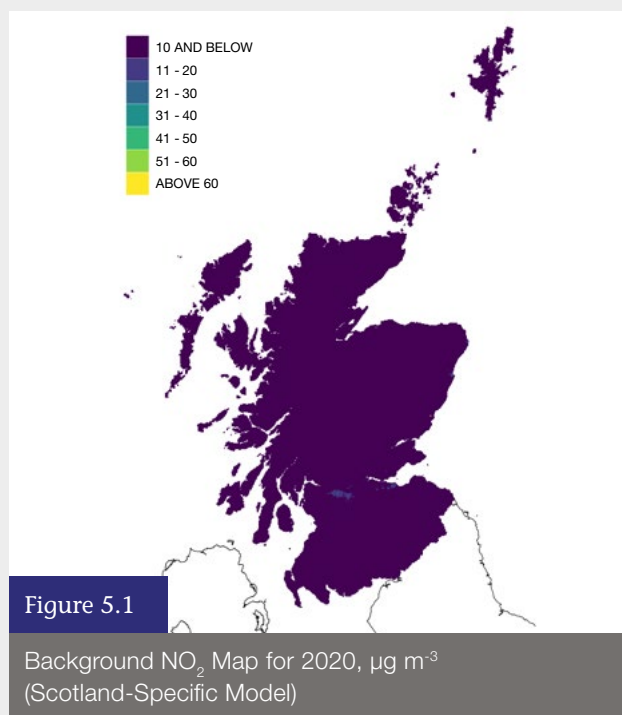 10 AND BELOW
11 - 20
21 - 30
31 - 40
41 - 50
51 - 60
ABOVE 60
Figure 5.1
Background NO₂ Map for 2020, µg m⁻³
(Scotland-Specific Model)